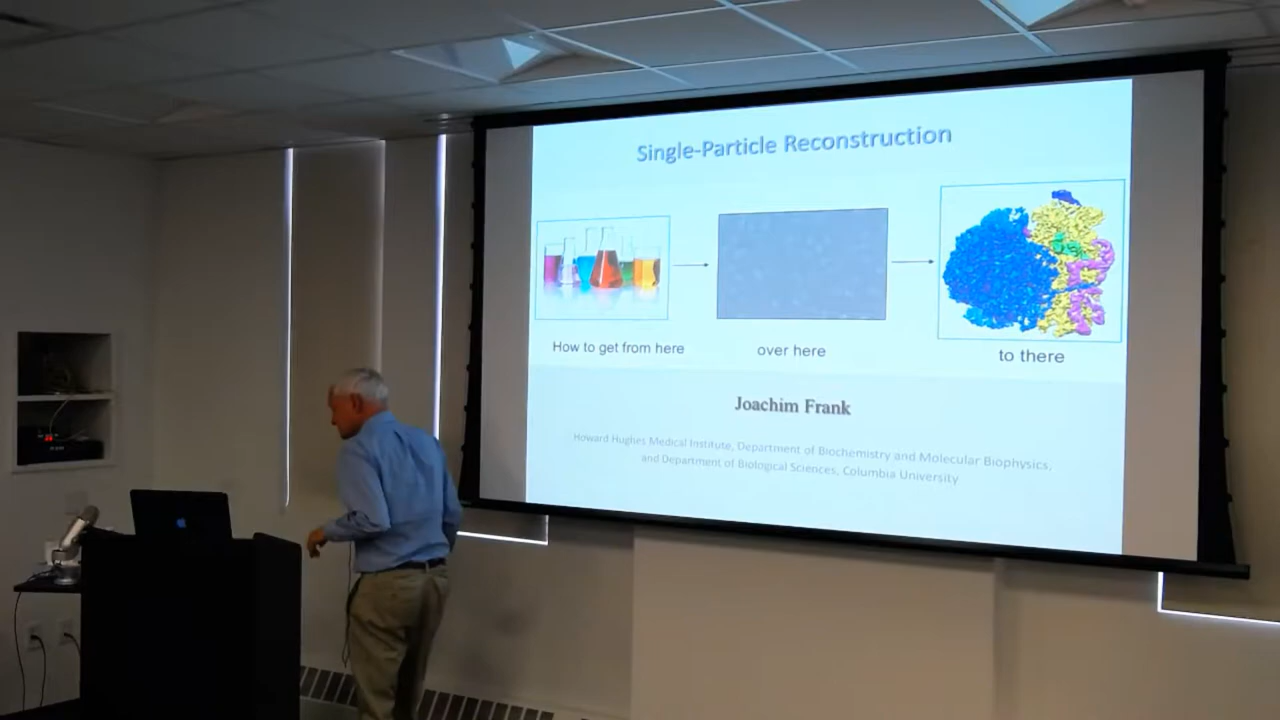 Single-Particle Reconstruction
How to get from here
over here
to there
Joachim Frank
Howard Hughes Medical Institute, Department of Biochemistry and Molecular Biophysics,
and Department of Biological Sciences, Columbia University